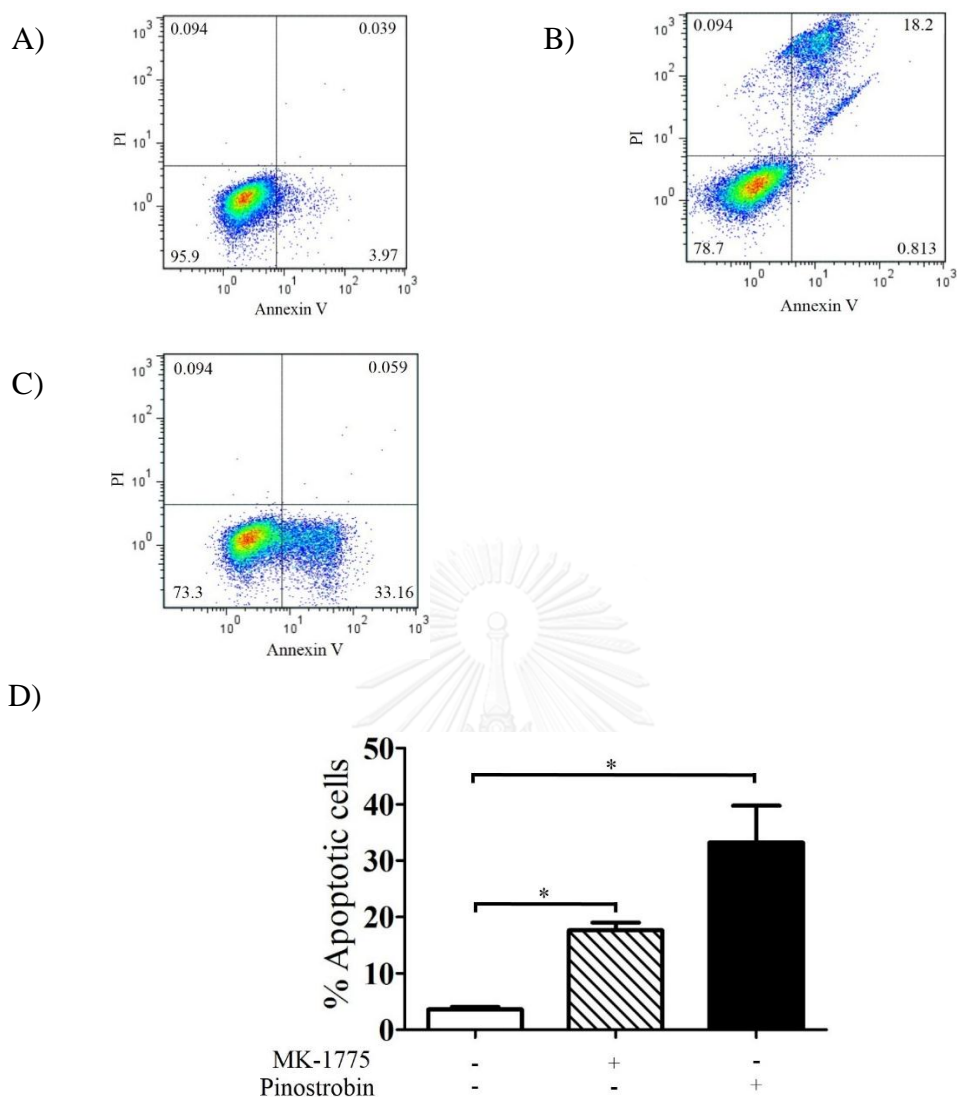 A)
0.094 0.039
10³
10²
10¹
10⁰
PI
95.9 3.97
10⁰ 10¹ 10² 10³
Annexin V
B)
0.094 18.2
10³
10²
10¹
10⁰
PI
78.7 0.813
10⁰ 10¹ 10² 10³
Annexin V
C)
0.094 0.059
10³
10²
10¹
10⁰
PI
73.3 33.16
10⁰ 10¹ 10² 10³
Annexin V
D)
% Apoptotic cells
50
40
30
20
10
0
*
*
MK-1775 - + -
Pinostrobin - - +